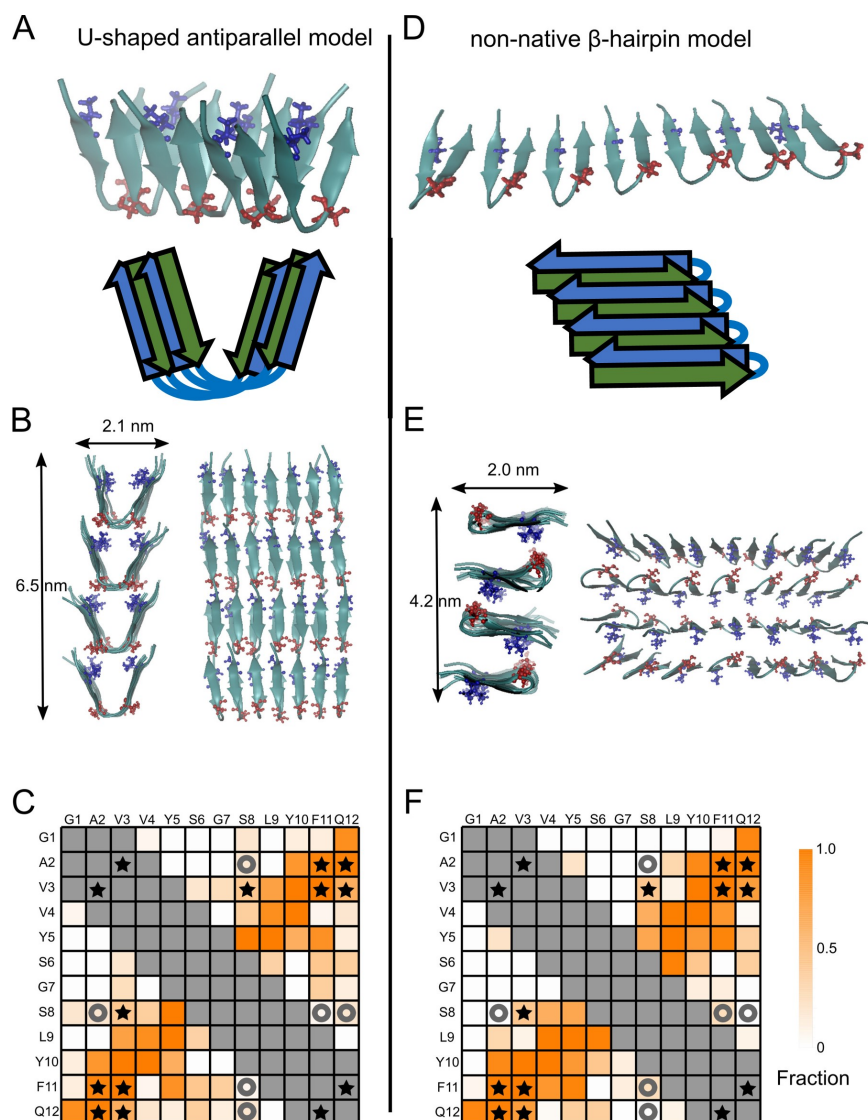 A
U-shaped antiparallel model
D
non-native β-hairpin model
B
2.1 nm
6.5 nm
E
2.0 nm
4.2 nm
C
G1 A2 V3 V4 Y5 S6 G7 S8 L9 Y10 F11 Q12
G1
A2
V3
V4
Y5
S6
G7
S8
L9
Y10
F11
Q12
F
G1 A2 V3 V4 Y5 S6 G7 S8 L9 Y10 F11 Q12
G1
A2
V3
V4
Y5
S6
G7
S8
L9
Y10
F11
Q12
1.0
0.5
0
Fraction